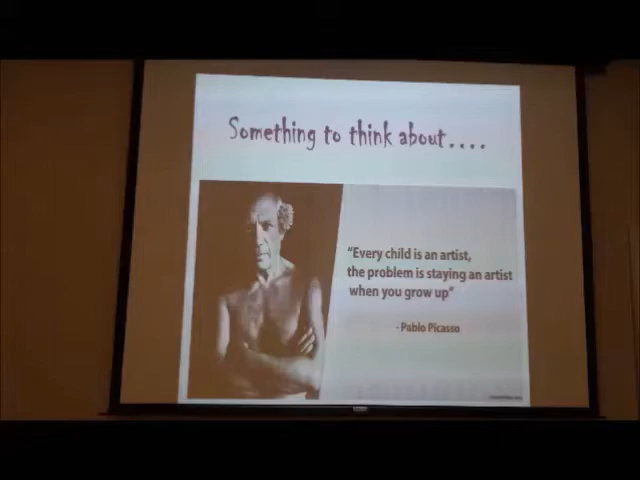 Something to think about....
"Every child is an artist,
the problem is staying an artist
when you grow up"
- Pablo Picasso